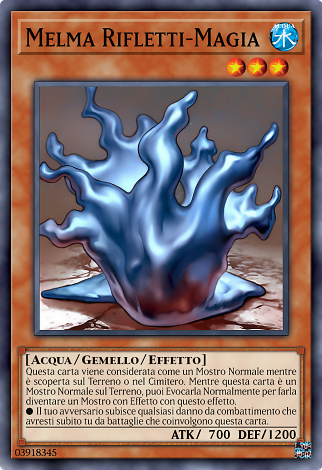 Melma Rifletti-Magia
ACQUA
水
[Acqua/Gemello/Effetto]
Questa carta viene considerata come un Mostro Normale mentre
è scoperta sul Terreno o nel Cimitero. Mentre questa carta è un
Mostro Normale sul Terreno, puoi Evocarla Normalmente per farla
diventare un Mostro con Effetto con questo effetto.
● Il tuo avversario subisce qualsiasi danno da combattimento che
avresti subito tu da battaglie che coinvolgono questa carta.
ATK/ 700 DEF/1200
03918345